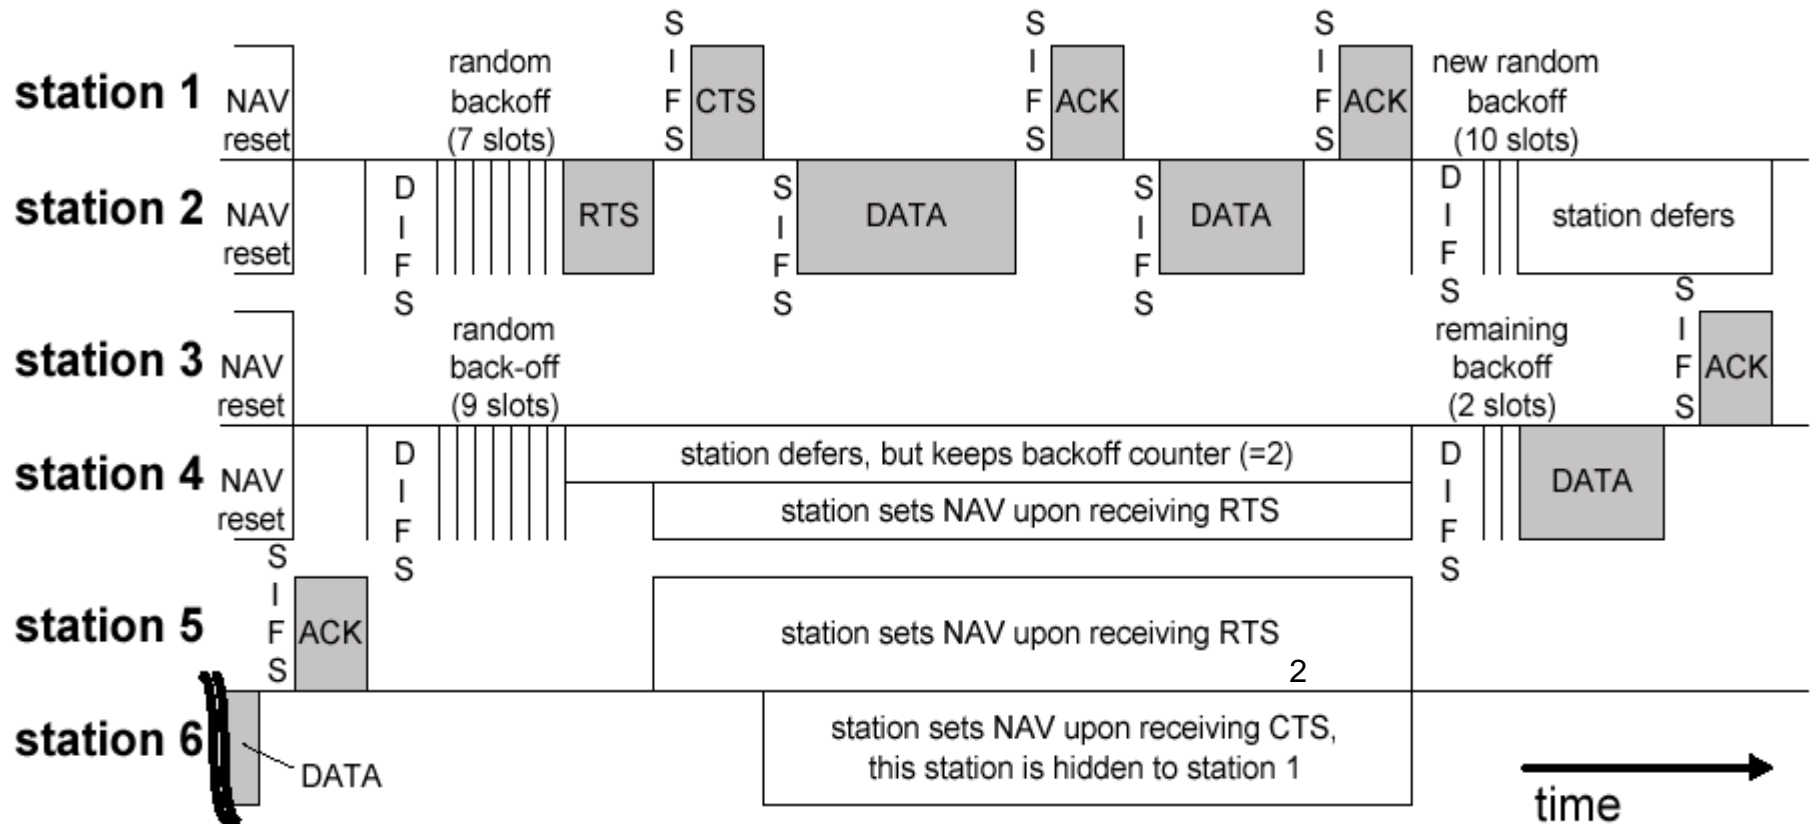 S
I
F
S
S
I
F
S
S
I
F
S
station 1
NAV
reset
random
backoff
(7 slots)
CTS
ACK
ACK
new random
backoff
(10 slots)
station 2
NAV
reset
D
I
F
S
RTS
S
I
F
S
DATA
S
I
F
S
DATA
D
I
F
S
station defers
station 3
NAV
reset
random
back-off
(9 slots)
remaining
backoff
(2 slots)
S
I
F
S
ACK
station 4
NAV
reset
D
I
F
S
station defers, but keeps backoff counter (=2)
station sets NAV upon receiving RTS
D
I
F
S
DATA
station 5
S
I
F
S
ACK
station sets NAV upon receiving RTS
2
station 6
DATA
station sets NAV upon receiving CTS,
this station is hidden to station 1
time